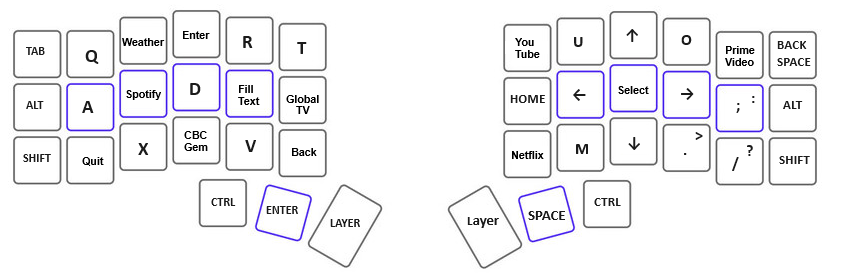 TAB
Q
Weather
Enter
R
T
You
Tube
U
↑
O
Prime
Video
BACK
SPACE
ALT
A
Spotify
D
Fill
Text
Global
TV
HOME
←
Select
→
; :
ALT
SHIFT
Quit
X
CBC
Gem
V
Back
Netflix
M
↓
. >
/ ?
SHIFT
CTRL
ENTER
LAYER
Layer
SPACE
CTRL